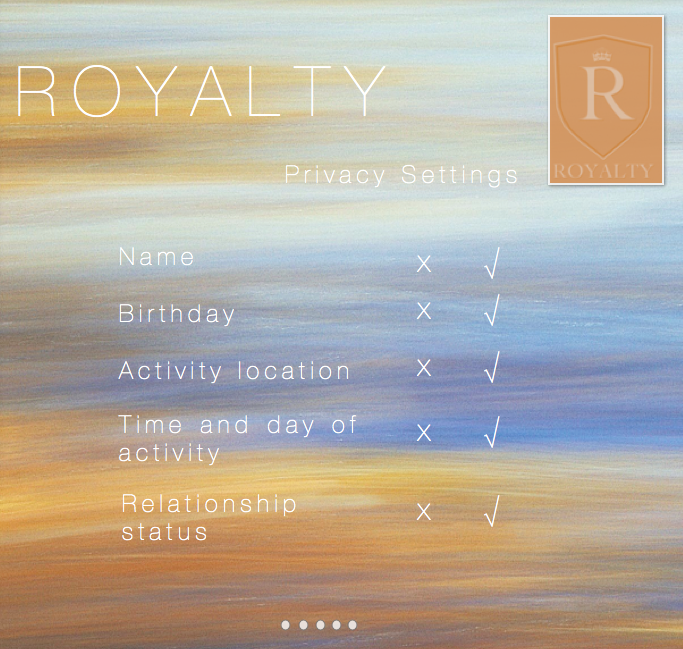 ROYALTY
R
ROYALTY
Privacy Settings
Name X √
Birthday X √
Activity location X √
Time and day of
activity X √
Relationship
status X √